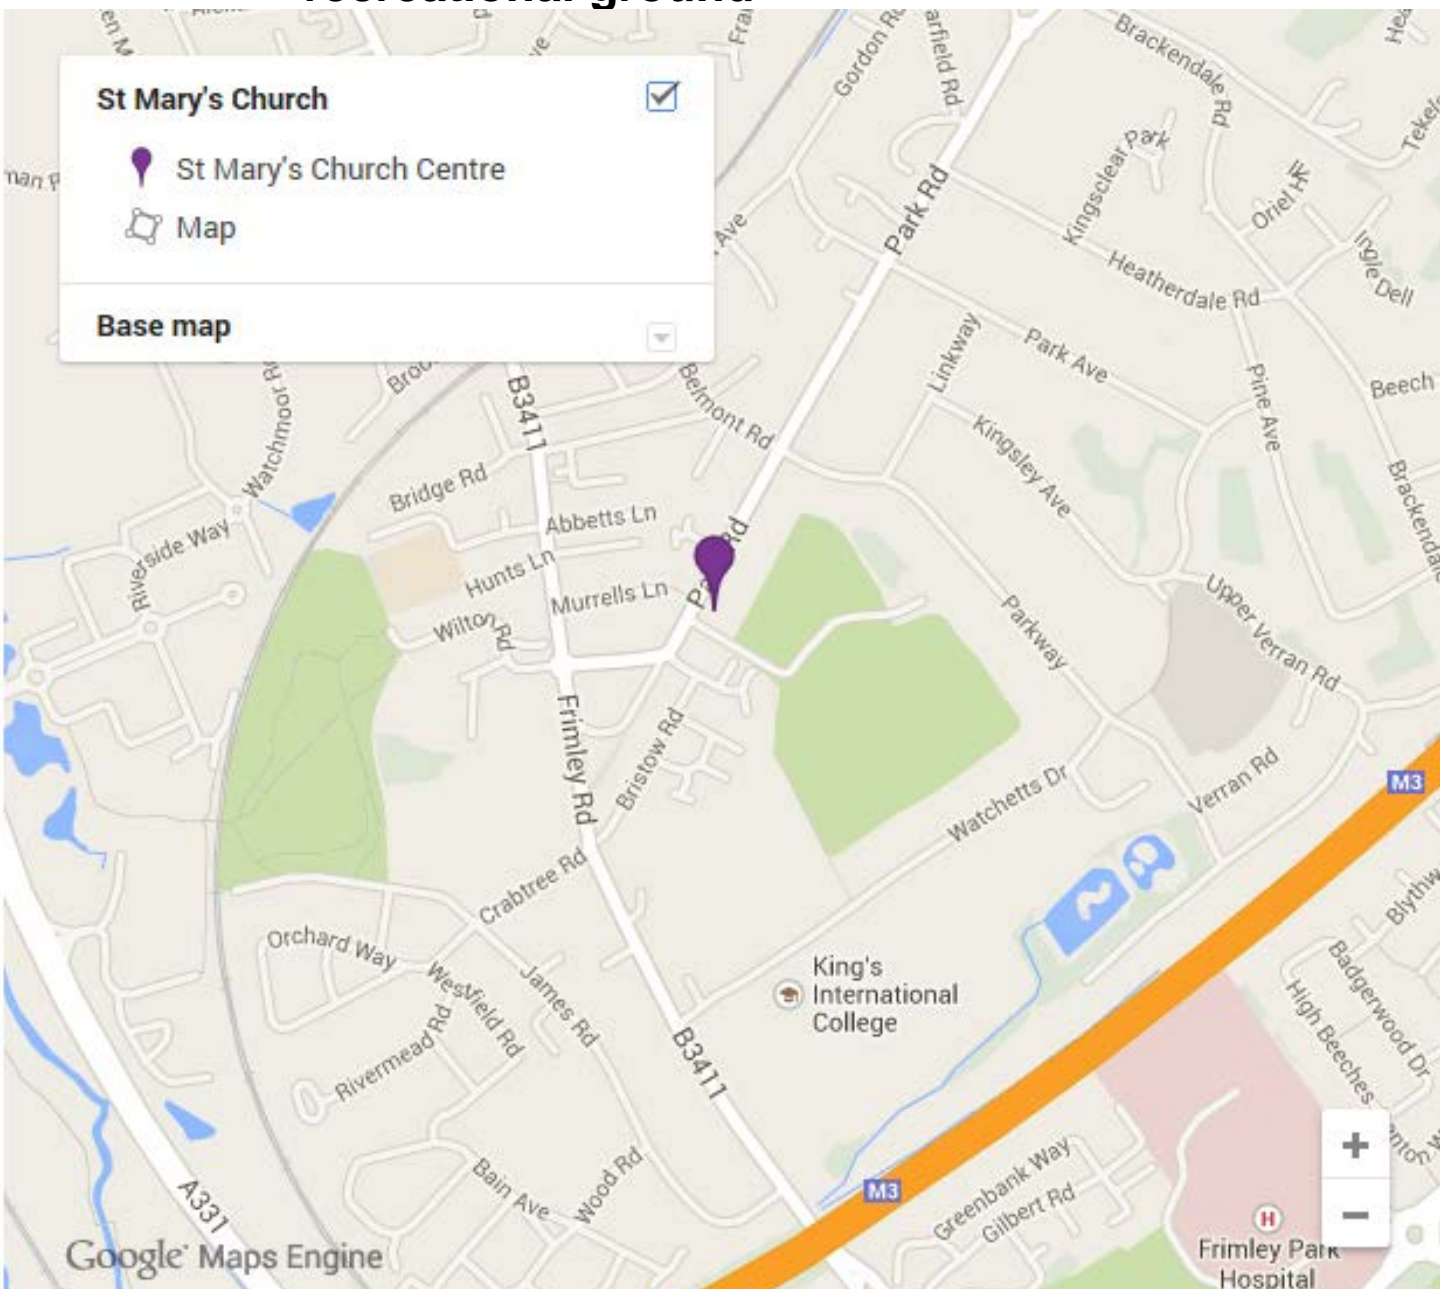 recreational ground
St Mary's Church
St Mary's Church Centre
Map
Base map
Gordon Rd
arfield Rd
Brackendale Rd
Park Rd
Kingsclear Park
Oriel Hill
Ingle Dell
Heatherdale Rd
Ave
Linkway
Park Ave
Pine Ave
Beech
Watchmoor
B3411
Belmont Rd
Kingsley Ave
Brackendale
Bridge Rd
Abbetts Ln
Riverside Way
Hunts Ln
Murrells Ln
Rd
Wilton Rd
Parkway
Upper Verran Rd
Frimley Rd
Bristow Rd
Watchetts Dr
Verran Rd
M3
Crabtree Rd
Orchard Way
Westfield Rd
James Rd
King's
International
College
Rivermead Rd
B3411
High Beeches
Badgerwood Dr
Bain Ave
Wood Rd
A331
M3
Greenbank Way
Gilbert Rd
+
−
H
Frimley Park
Hospital
Google Maps Engine